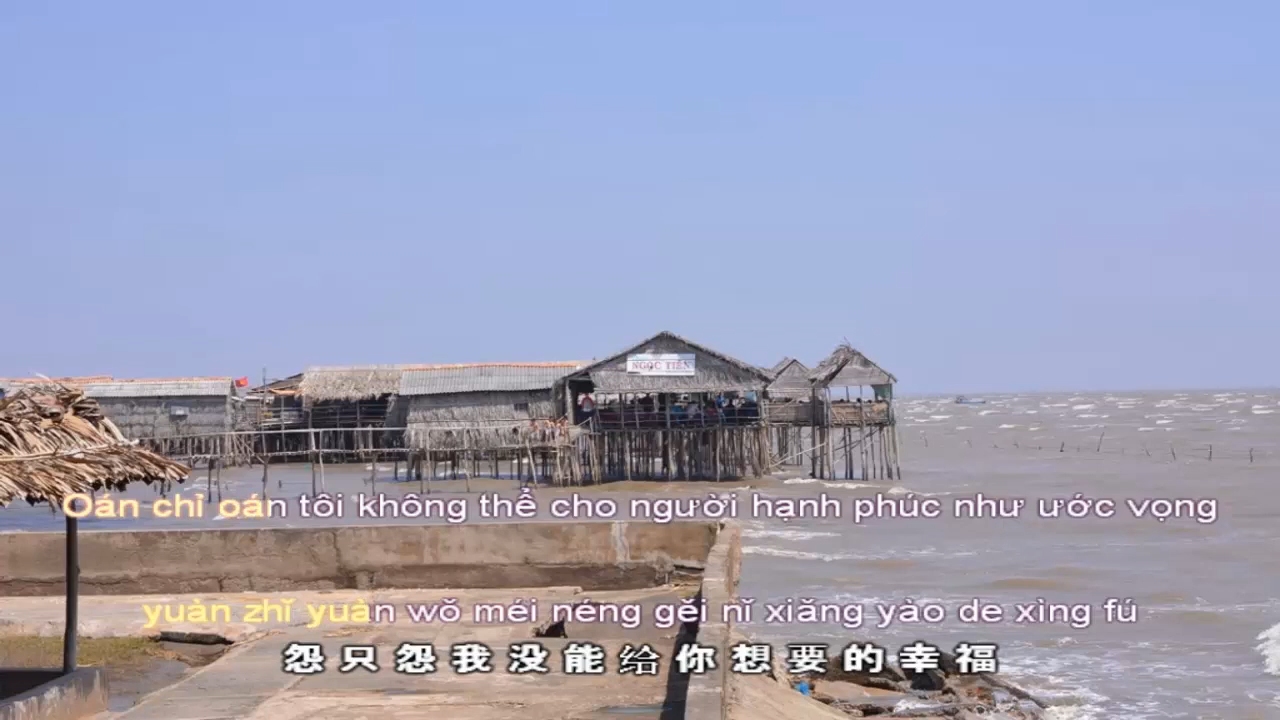 NGỌC TIẾN
Oán chỉ oán tôi không thể cho người hạnh phúc như ước vọng
yuàn zhǐ yuàn wǒ méi néng gěi nǐ xiǎng yào de xìng fú
怨只怨我没能给你想要的幸福